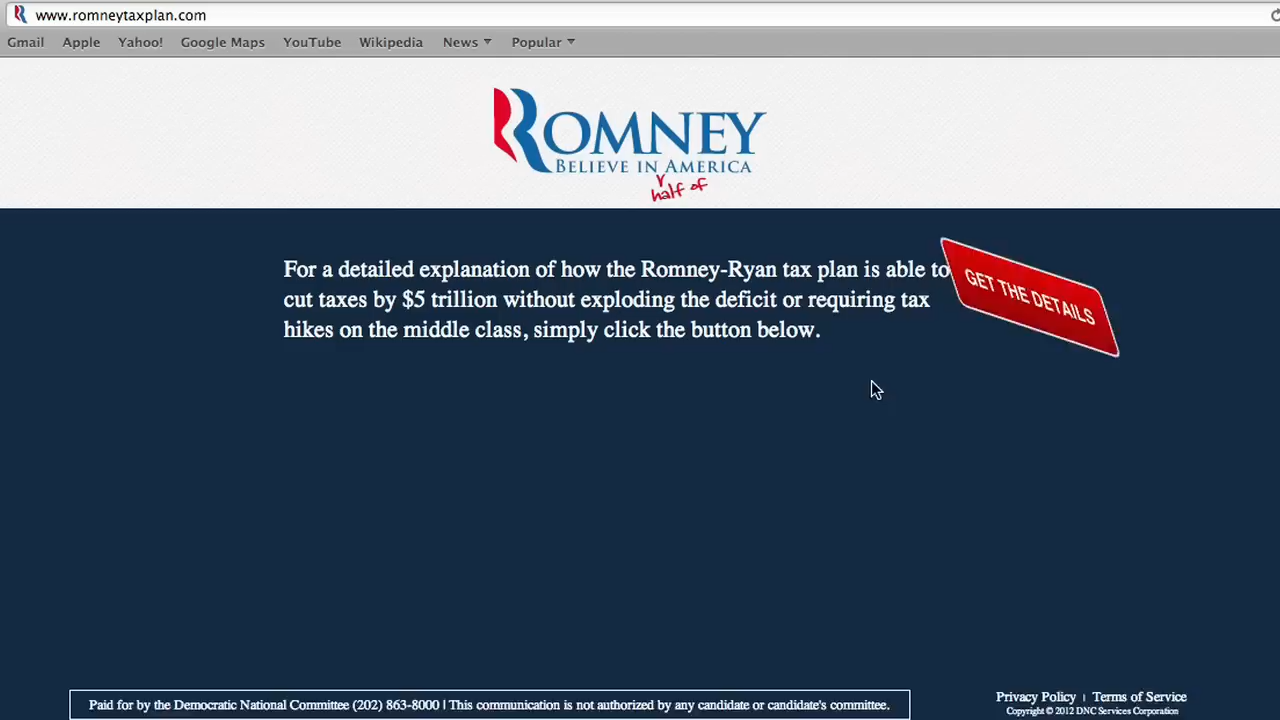 www.romneytaxplan.com
Gmail Apple Yahoo! Google Maps YouTube Wikipedia News Popular
ROMNEY
BELIEVE IN AMERICA
half of
For a detailed explanation of how the Romney-Ryan tax plan is able to
cut taxes by $5 trillion without exploding the deficit or requiring tax
hikes on the middle class, simply click the button below.
GET THE DETAILS
Paid for by the Democratic National Committee (202) 863-8000 | This communication is not authorized by any candidate or candidate's committee.
Privacy Policy | Terms of Service
Copyright © 2012 DNC Services Corporation